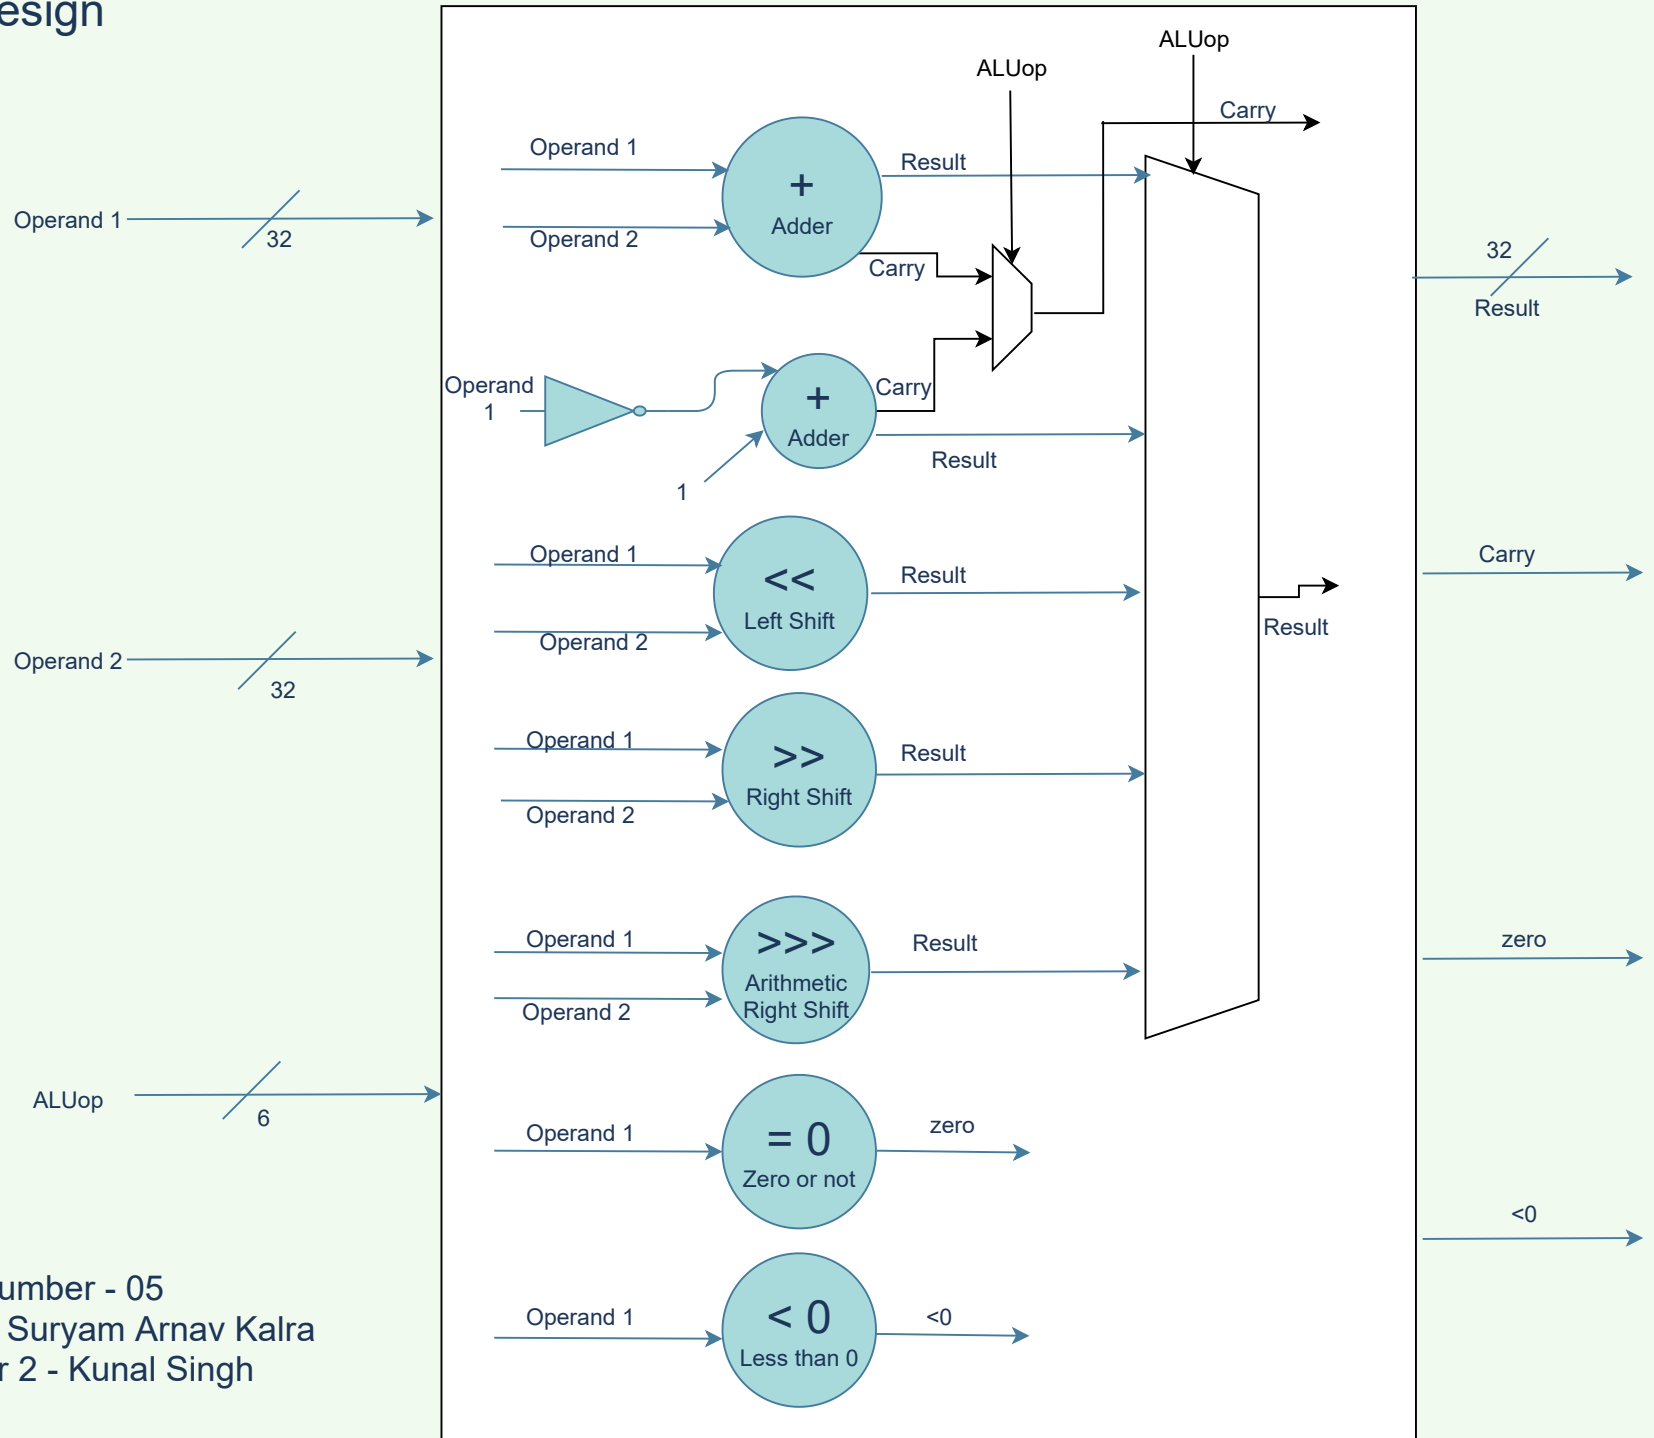 esign
ALUop
ALUop
Carry
Operand 1
Result
+
Adder
Operand 2
Carry
Operand 1
32
32
Result
Operand
1
Carry
+
Adder
Result
1
Operand 1
<<
Left Shift
Operand 2
Result
Carry
Result
Operand 2
32
Operand 1
>>
Right Shift
Operand 2
Result
Operand 1
>>>
Arithmetic
Right Shift
Operand 2
Result
zero
ALUop
6
Operand 1
= 0
Zero or not
zero
<0
umber - 05
Suryam Arnav Kalra
r 2 - Kunal Singh
Operand 1
< 0
Less than 0
<0